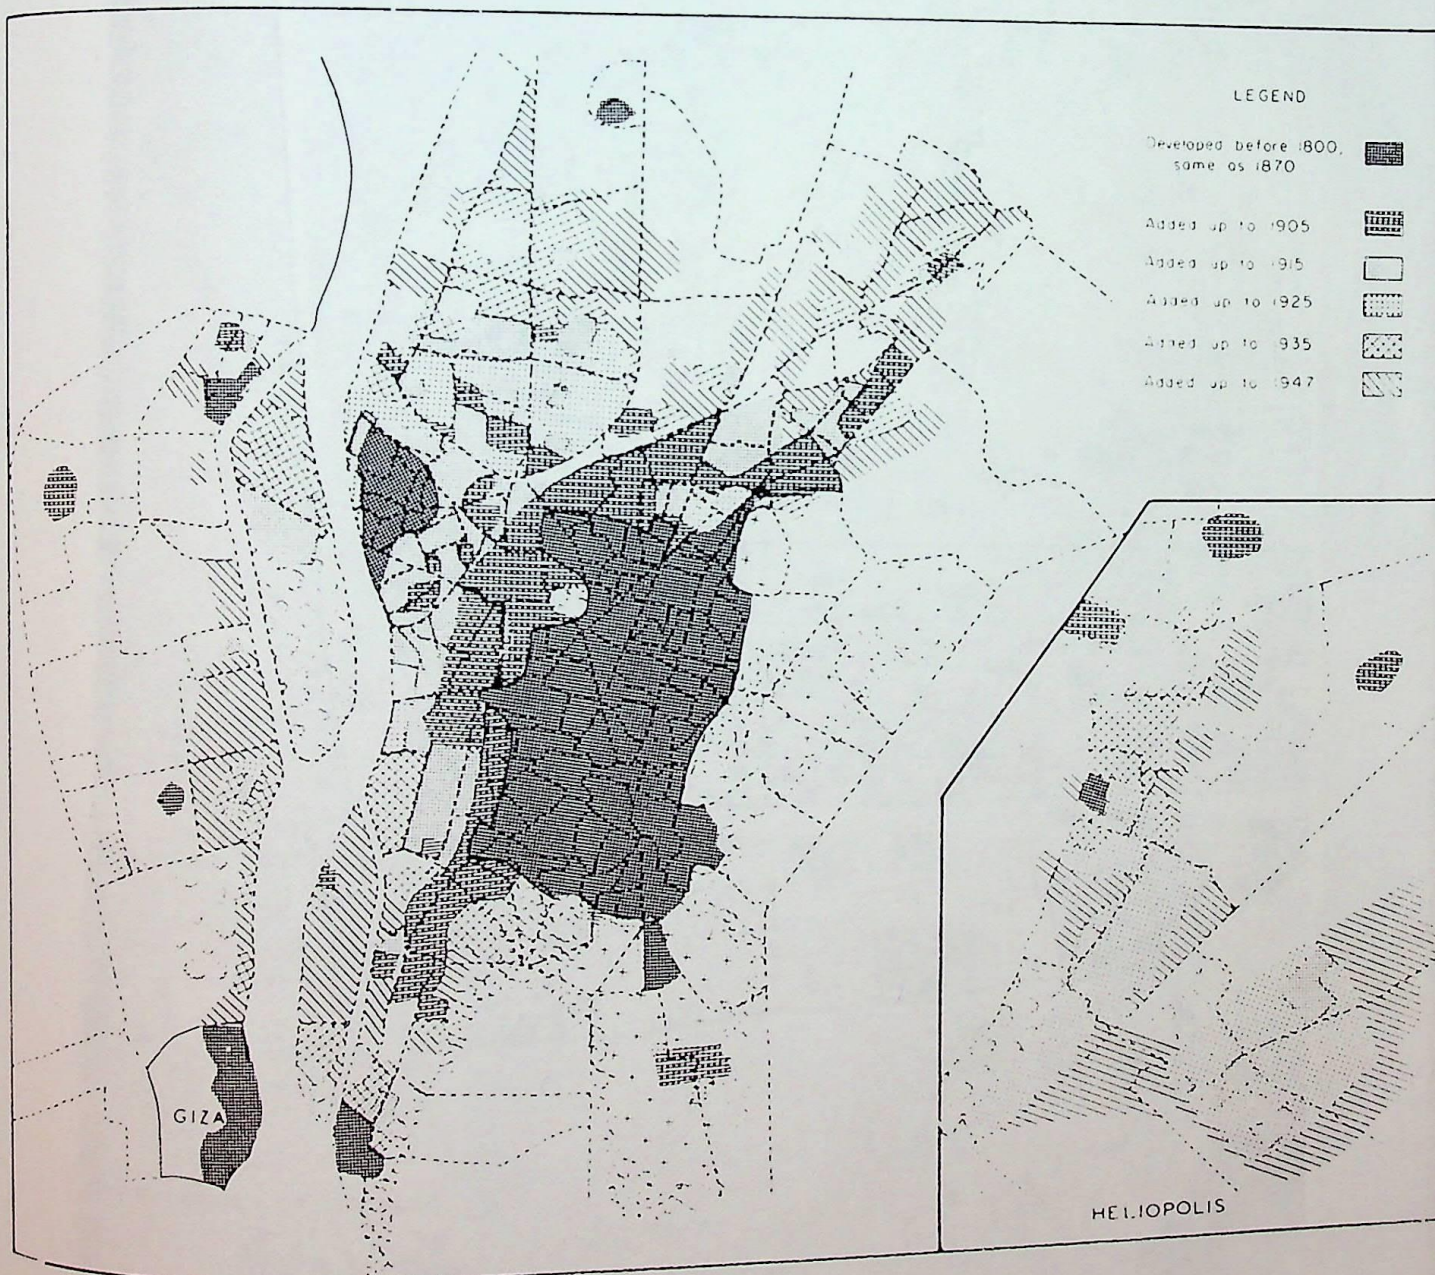 LEGEND
Developed before 1800,
same as 1870
Added up to 1905
Added up to 1915
Added up to 1925
Added up to 1935
Added up to 1947
GIZA
HELIOPOLIS